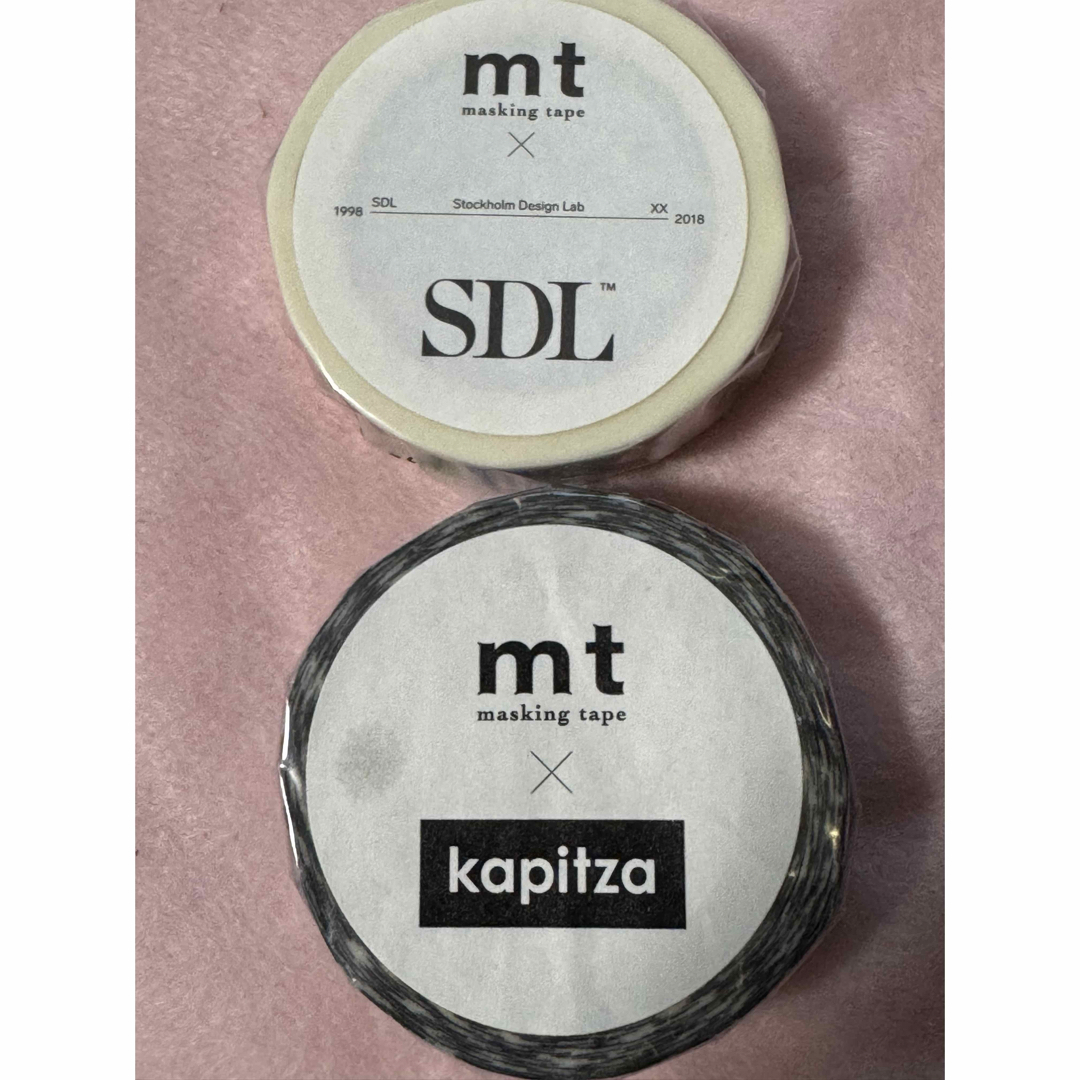 mt
masking tape
×
1998 SDL Stockholm Design Lab XX 2018
SDL™
mt
masking tape
×
kapitza